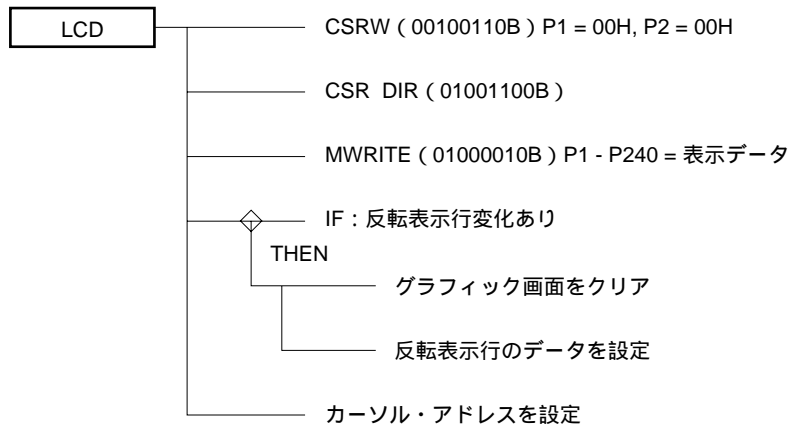 LCD
CSRW（00100110B）P1 = 00H, P2 = 00H
CSR DIR（01001100B）
MWRITE（01000010B）P1 - P240 = 表示データ
IF：反転表示行変化あり
THEN
グラフィック画面をクリア
反転表示行のデータを設定
カーソル・アドレスを設定